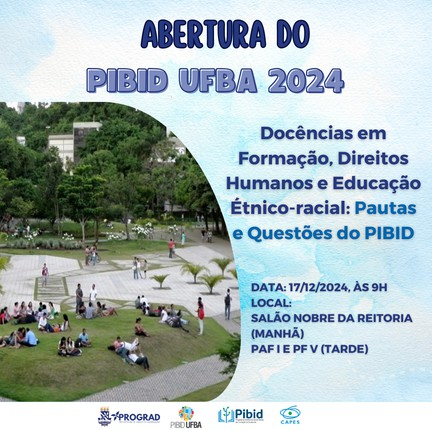 ABERTURA DO
PIBID UFBA 2024
Docências em
Formação, Direitos
Humanos e Educação
Étnico-racial: Pautas
e Questões do PIBID
DATA: 17/12/2024, ÀS 9H
LOCAL:
SALÃO NOBRE DA REITORIA
(MANHÃ)
PAF I E PF V (TARDE)
PROGRAD
PIBID UFBA
Pibid
CAPES